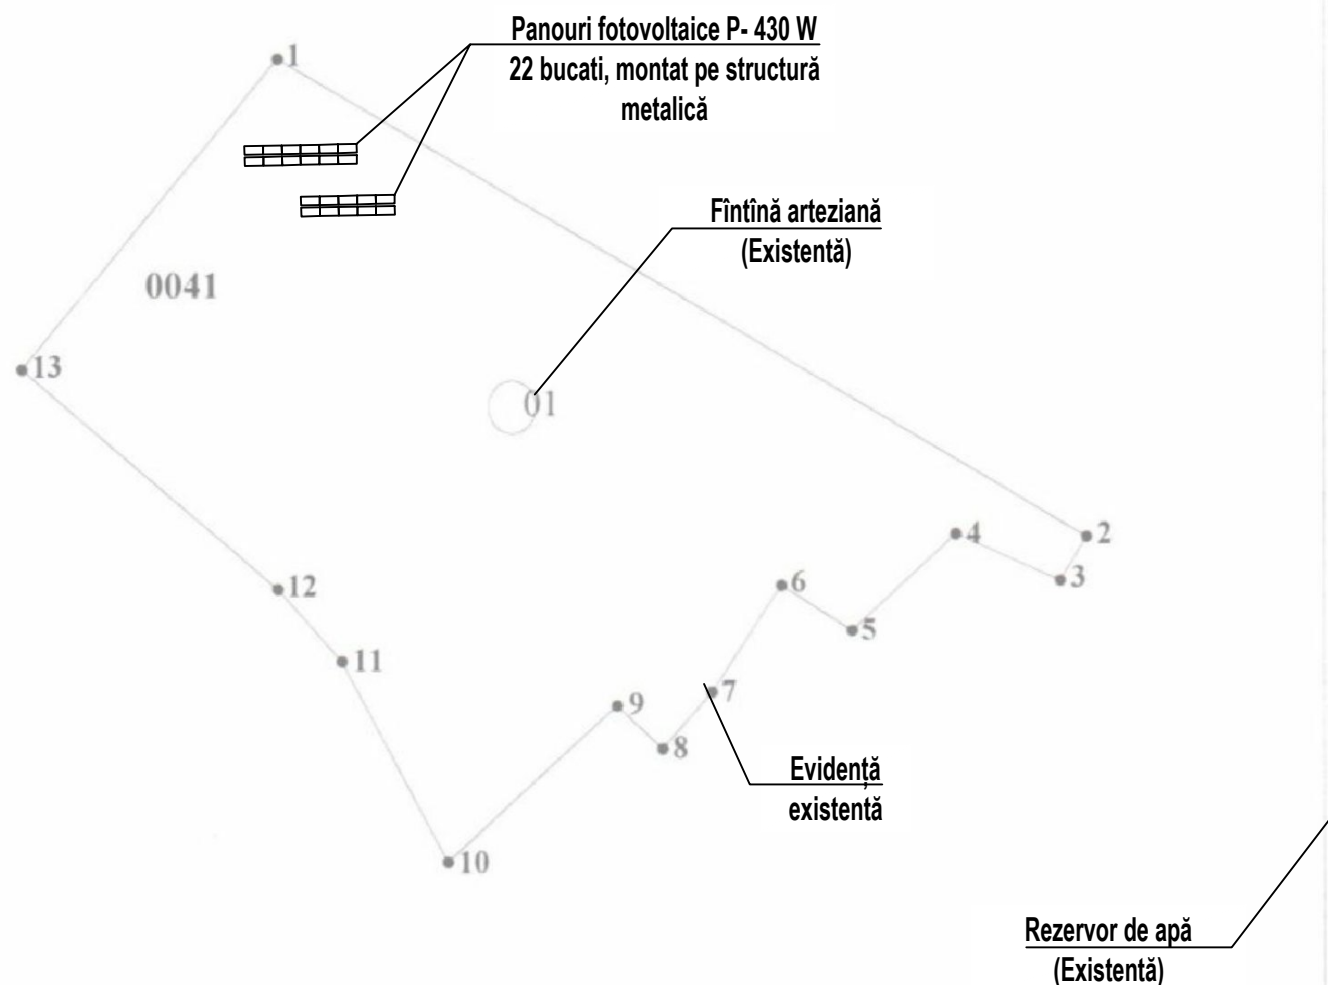 Panouri fotovoltaice P- 430 W
22 bucati, montat pe structură
metalică
1
Fîntînă arteziană
(Existentă)
0041
13
01
2
4
3
6
12
5
11
7
9
8
Evidență
existentă
10
Rezervor de apă
(Existentă)